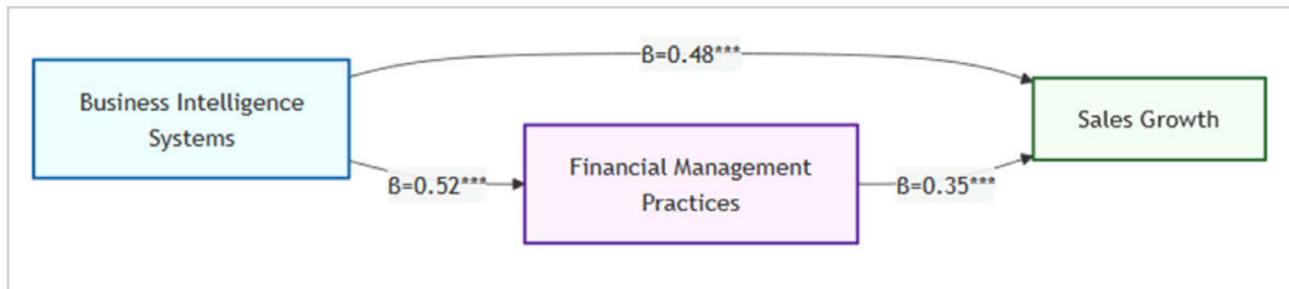 Business Intelligence
Systems
β=0.48***
β=0.52***
Financial Management
Practices
β=0.35***
Sales Growth